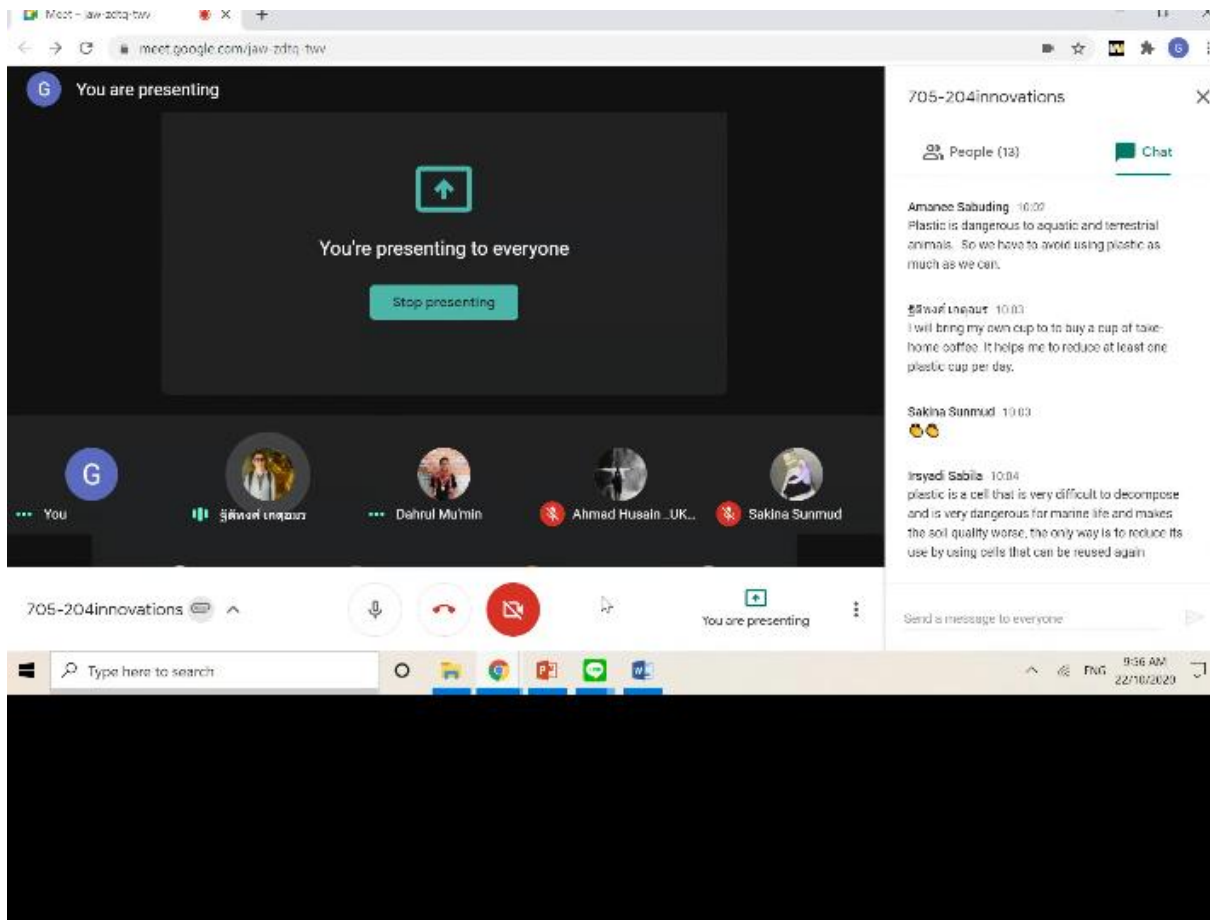 Meet – jaw-zdtq-twv
meet.google.com/jaw-zdtq-twv
G
G You are presenting
You're presenting to everyone
Stop presenting
G
You
Dahrul Mu'min
Ahmad Husain_UK...
Sakina Sunmud
705-204innovations
You are presenting
705-204innovations
People (13)
Chat
Amanee Sabuding 10:02
Plastic is dangerous to aquatic and terrestrial
animals. So we have to avoid using plastic as
much as we can.
10:03
I will bring my own cup to to buy a cup of take-
home coffee. It helps me to reduce at least one
plastic cup per day.
Sakina Sunmud 10:03
Irsyadi Sabila 10:04
plastic is a cell that is very difficult to decompose
and is very dangerous for marine life and makes
the soil quality worse, the only way is to reduce its
use by using cells that can be reused again
Send a message to everyone
Type here to search
ENG
9:36 AM
22/10/2020